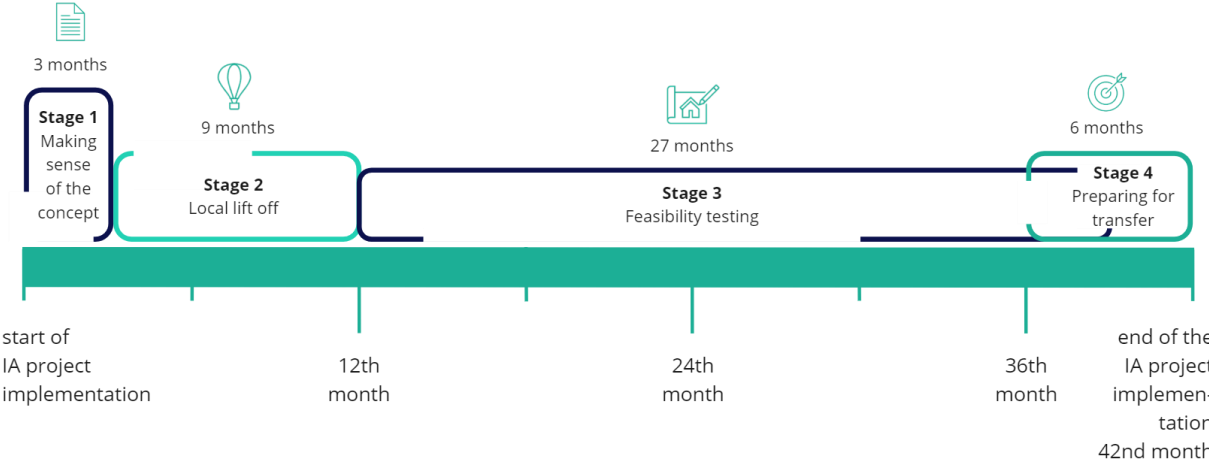 3 months
Stage 1
Making
sense
of the
concept
9 months
Stage 2
Local lift off
27 months
Stage 3
Feasibility testing
6 months
Stage 4
Preparing for
transfer
start of
IA project
implementation
12th
month
24th
month
36th
month
end of the
IA project
implemen-
tation
42nd month